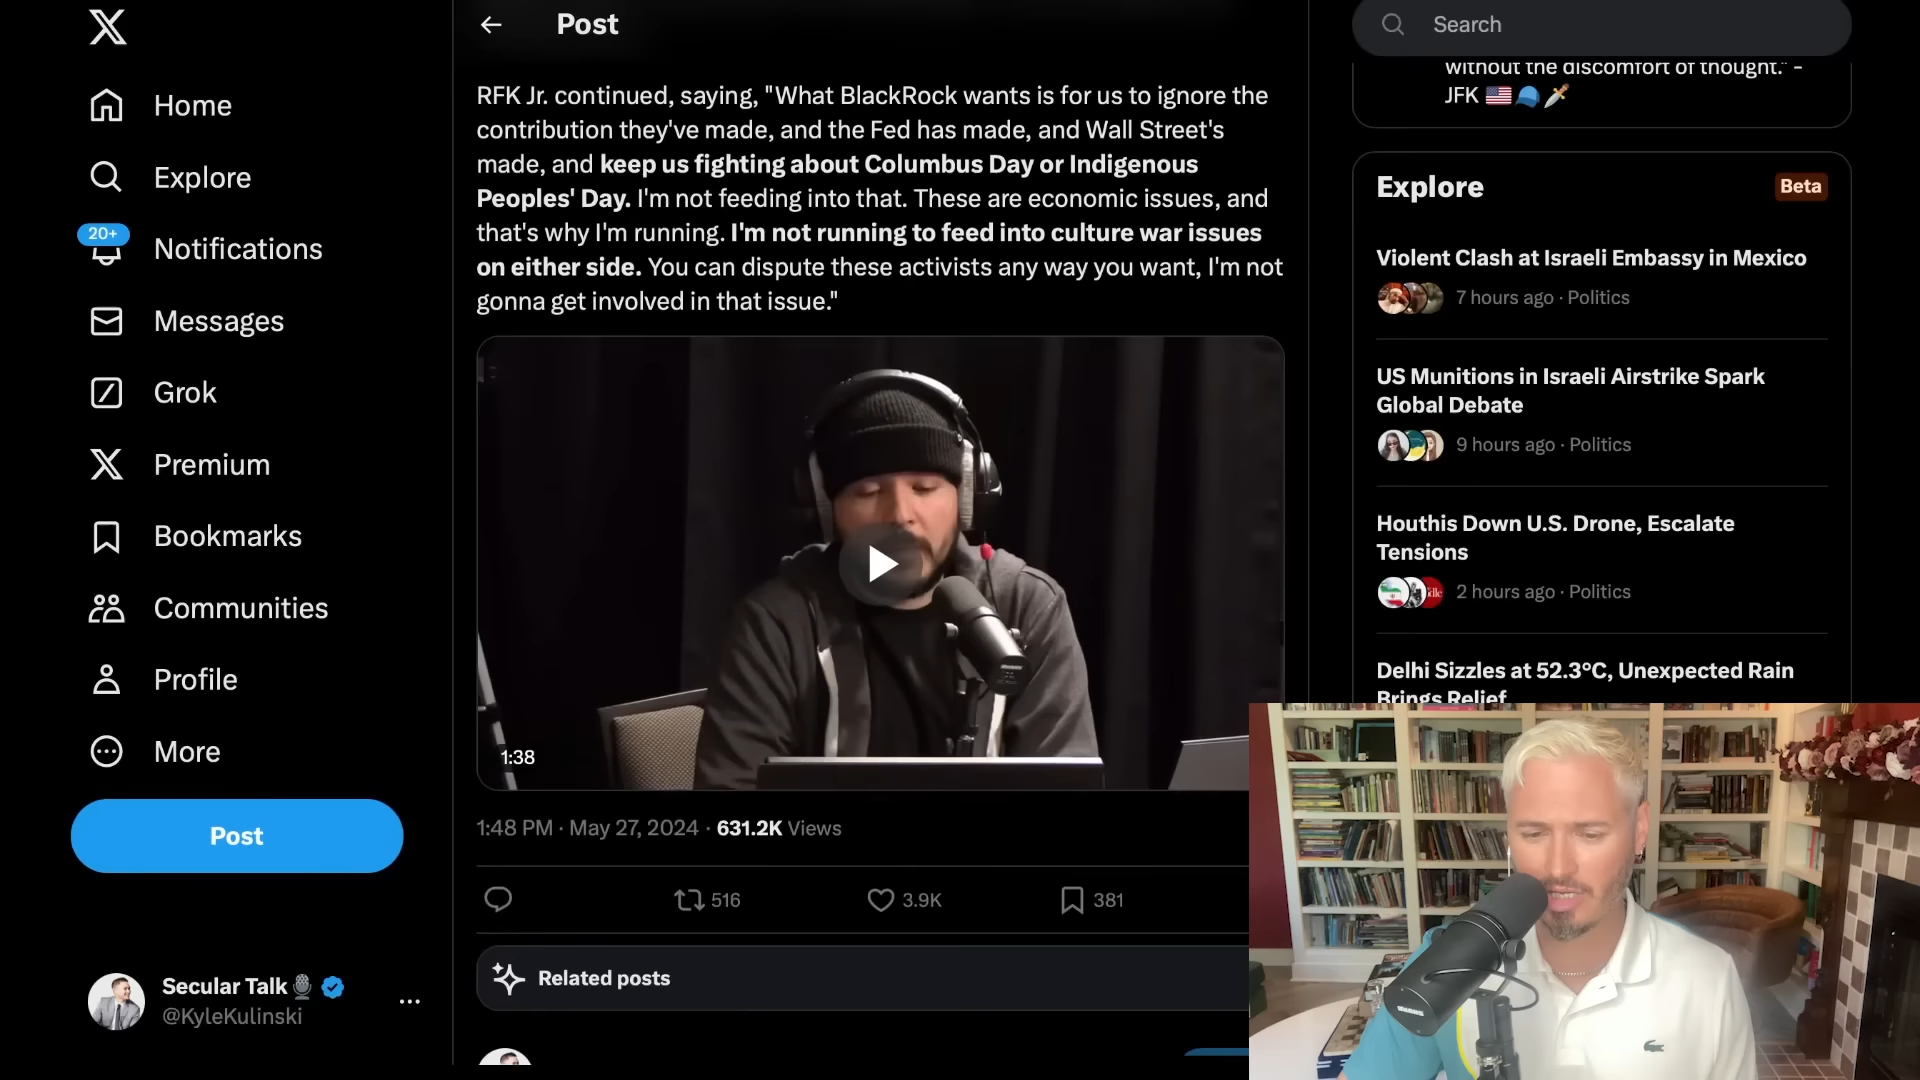 Home
Explore
20+
Notifications
Messages
Grok
Premium
Bookmarks
Communities
Profile
More
Post
Secular Talk
@KyleKulinski
Post
RFK Jr. continued, saying, "What BlackRock wants is for us to ignore the
contribution they've made, and the Fed has made, and Wall Street's
made, and keep us fighting about Columbus Day or Indigenous
Peoples' Day. I'm not feeding into that. These are economic issues, and
that's why I'm running. I'm not running to feed into culture war issues
on either side. You can dispute these activists any way you want, I'm not
gonna get involved in that issue."
1:38
1:48 PM · May 27, 2024 · 631.2K Views
516
3.9K
381
Related posts
Search
without the discomfort of thought." -
JFK
Explore
Beta
Violent Clash at Israeli Embassy in Mexico
7 hours ago · Politics
US Munitions in Israeli Airstrike Spark
Global Debate
9 hours ago · Politics
Houthis Down U.S. Drone, Escalate
Tensions
2 hours ago · Politics
Delhi Sizzles at 52.3°C, Unexpected Rain
Brings Relief